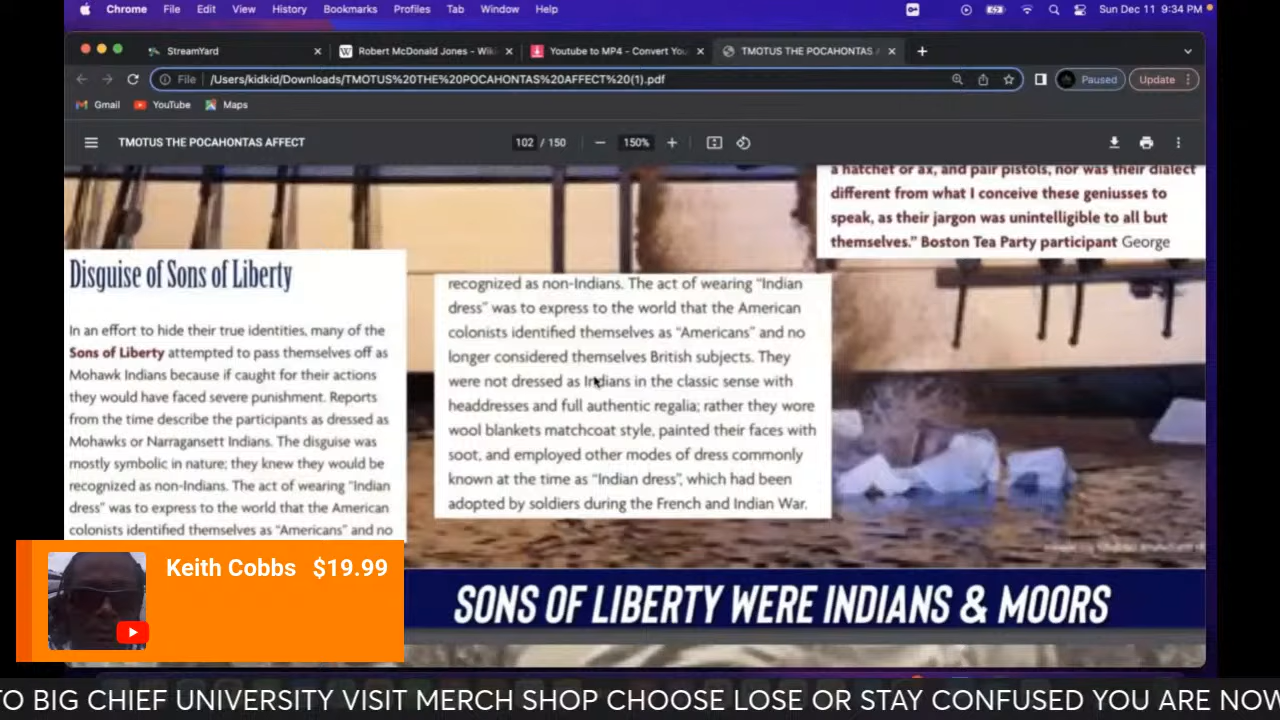 Chrome File Edit View History Bookmarks Profiles Tab Window Help
Sun Dec 11 9:34 PM
StreamYard
Robert McDonald Jones - Wiki
Youtube to MP4 - Convert You
TMOTUS THE POCAHONTAS A
File /Users/kidkid/Downloads/TMOTUS%20THE%20POCAHONTAS%20AFFECT%20(1).pdf
Paused
Update
Gmail YouTube Maps
TMOTUS THE POCAHONTAS AFFECT
102 / 150
150%
a hatchet or ax, and pair pistols, nor was their dialect
different from what I conceive these geniusses to
speak, as their jargon was unintelligible to all but
themselves.” Boston Tea Party participant George
Disguise of Sons of Liberty
In an effort to hide their true identities, many of the
Sons of Liberty attempted to pass themselves off as
Mohawk Indians because if caught for their actions
they would have faced severe punishment. Reports
from the time describe the participants as dressed as
Mohawks or Narragansett Indians. The disguise was
mostly symbolic in nature; they knew they would be
recognized as non-Indians. The act of wearing “Indian
dress” was to express to the world that the American
colonists identified themselves as “Americans” and no
recognized as non-Indians. The act of wearing “Indian
dress” was to express to the world that the American
colonists identified themselves as “Americans” and no
longer considered themselves British subjects. They
were not dressed as Indians in the classic sense with
headdresses and full authentic regalia; rather they wore
wool blankets matchcoat style, painted their faces with
soot, and employed other modes of dress commonly
known at the time as “Indian dress”, which had been
adopted by soldiers during the French and Indian War.
Keith Cobbs $19.99
SONS OF LIBERTY WERE INDIANS & MOORS
TO BIG CHIEF UNIVERSITY VISIT MERCH SHOP CHOOSE LOSE OR STAY CONFUSED YOU ARE NOW